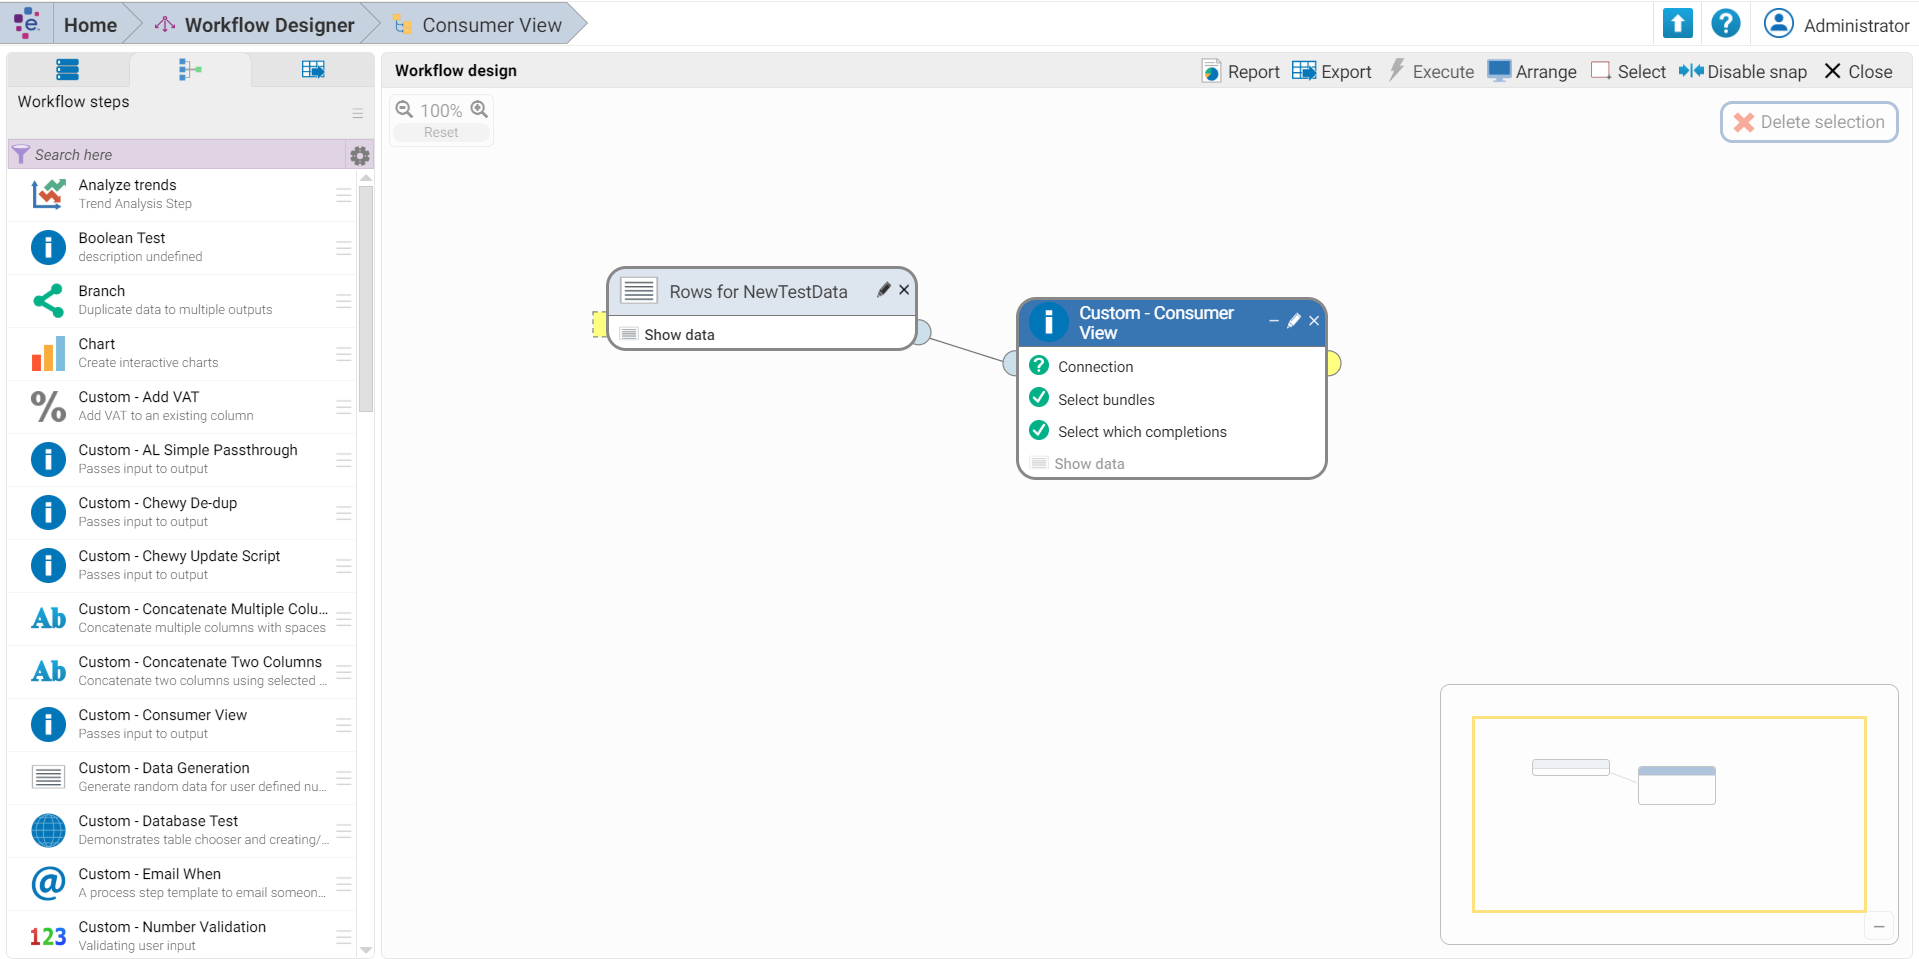 Home
Workflow Designer
Consumer View
Administrator
Workflow steps
Search here
Analyze trends
Trend Analysis Step
Boolean Test
description undefined
Branch
Duplicate data to multiple outputs
Chart
Create interactive charts
Custom - Add VAT
Add VAT to an existing column
Custom - AL Simple Passthrough
Passes input to output
Custom - Chewy De-dup
Passes input to output
Custom - Chewy Update Script
Passes input to output
Custom - Concatenate Multiple Colu...
Concatenate multiple columns with spaces
Custom - Concatenate Two Columns
Concatenate two columns using selected ...
Custom - Consumer View
Passes input to output
Custom - Data Generation
Generate random data for user defined nu...
Custom - Database Test
Demonstrates table chooser and creating/...
Custom - Email When
A process step template to email someon...
123
Custom - Number Validation
Validating user input
Workflow design
Report
Export
Execute
Arrange
Select
Disable snap
Close
100%
Reset
Delete selection
Rows for NewTestData
Show data
Custom - Consumer
View
Connection
Select bundles
Select which completions
Show data